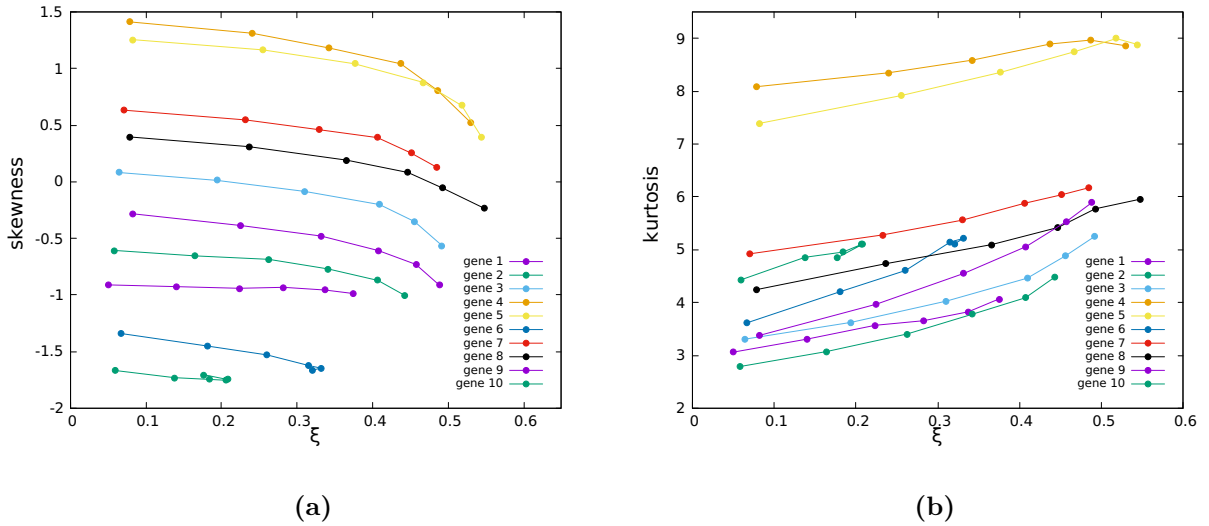 1.5
1
0.5
0
-0.5
-1
-1.5
-2
skewness
0
0.1
0.2
0.3
0.4
0.5
0.6
ξ
gene 1
gene 2
gene 3
gene 4
gene 5
gene 6
gene 7
gene 8
gene 9
gene 10
(a)
9
8
7
6
5
4
3
2
kurtosis
0
0.1
0.2
0.3
0.4
0.5
0.6
ξ
gene 1
gene 2
gene 3
gene 4
gene 5
gene 6
gene 7
gene 8
gene 9
gene 10
(b)